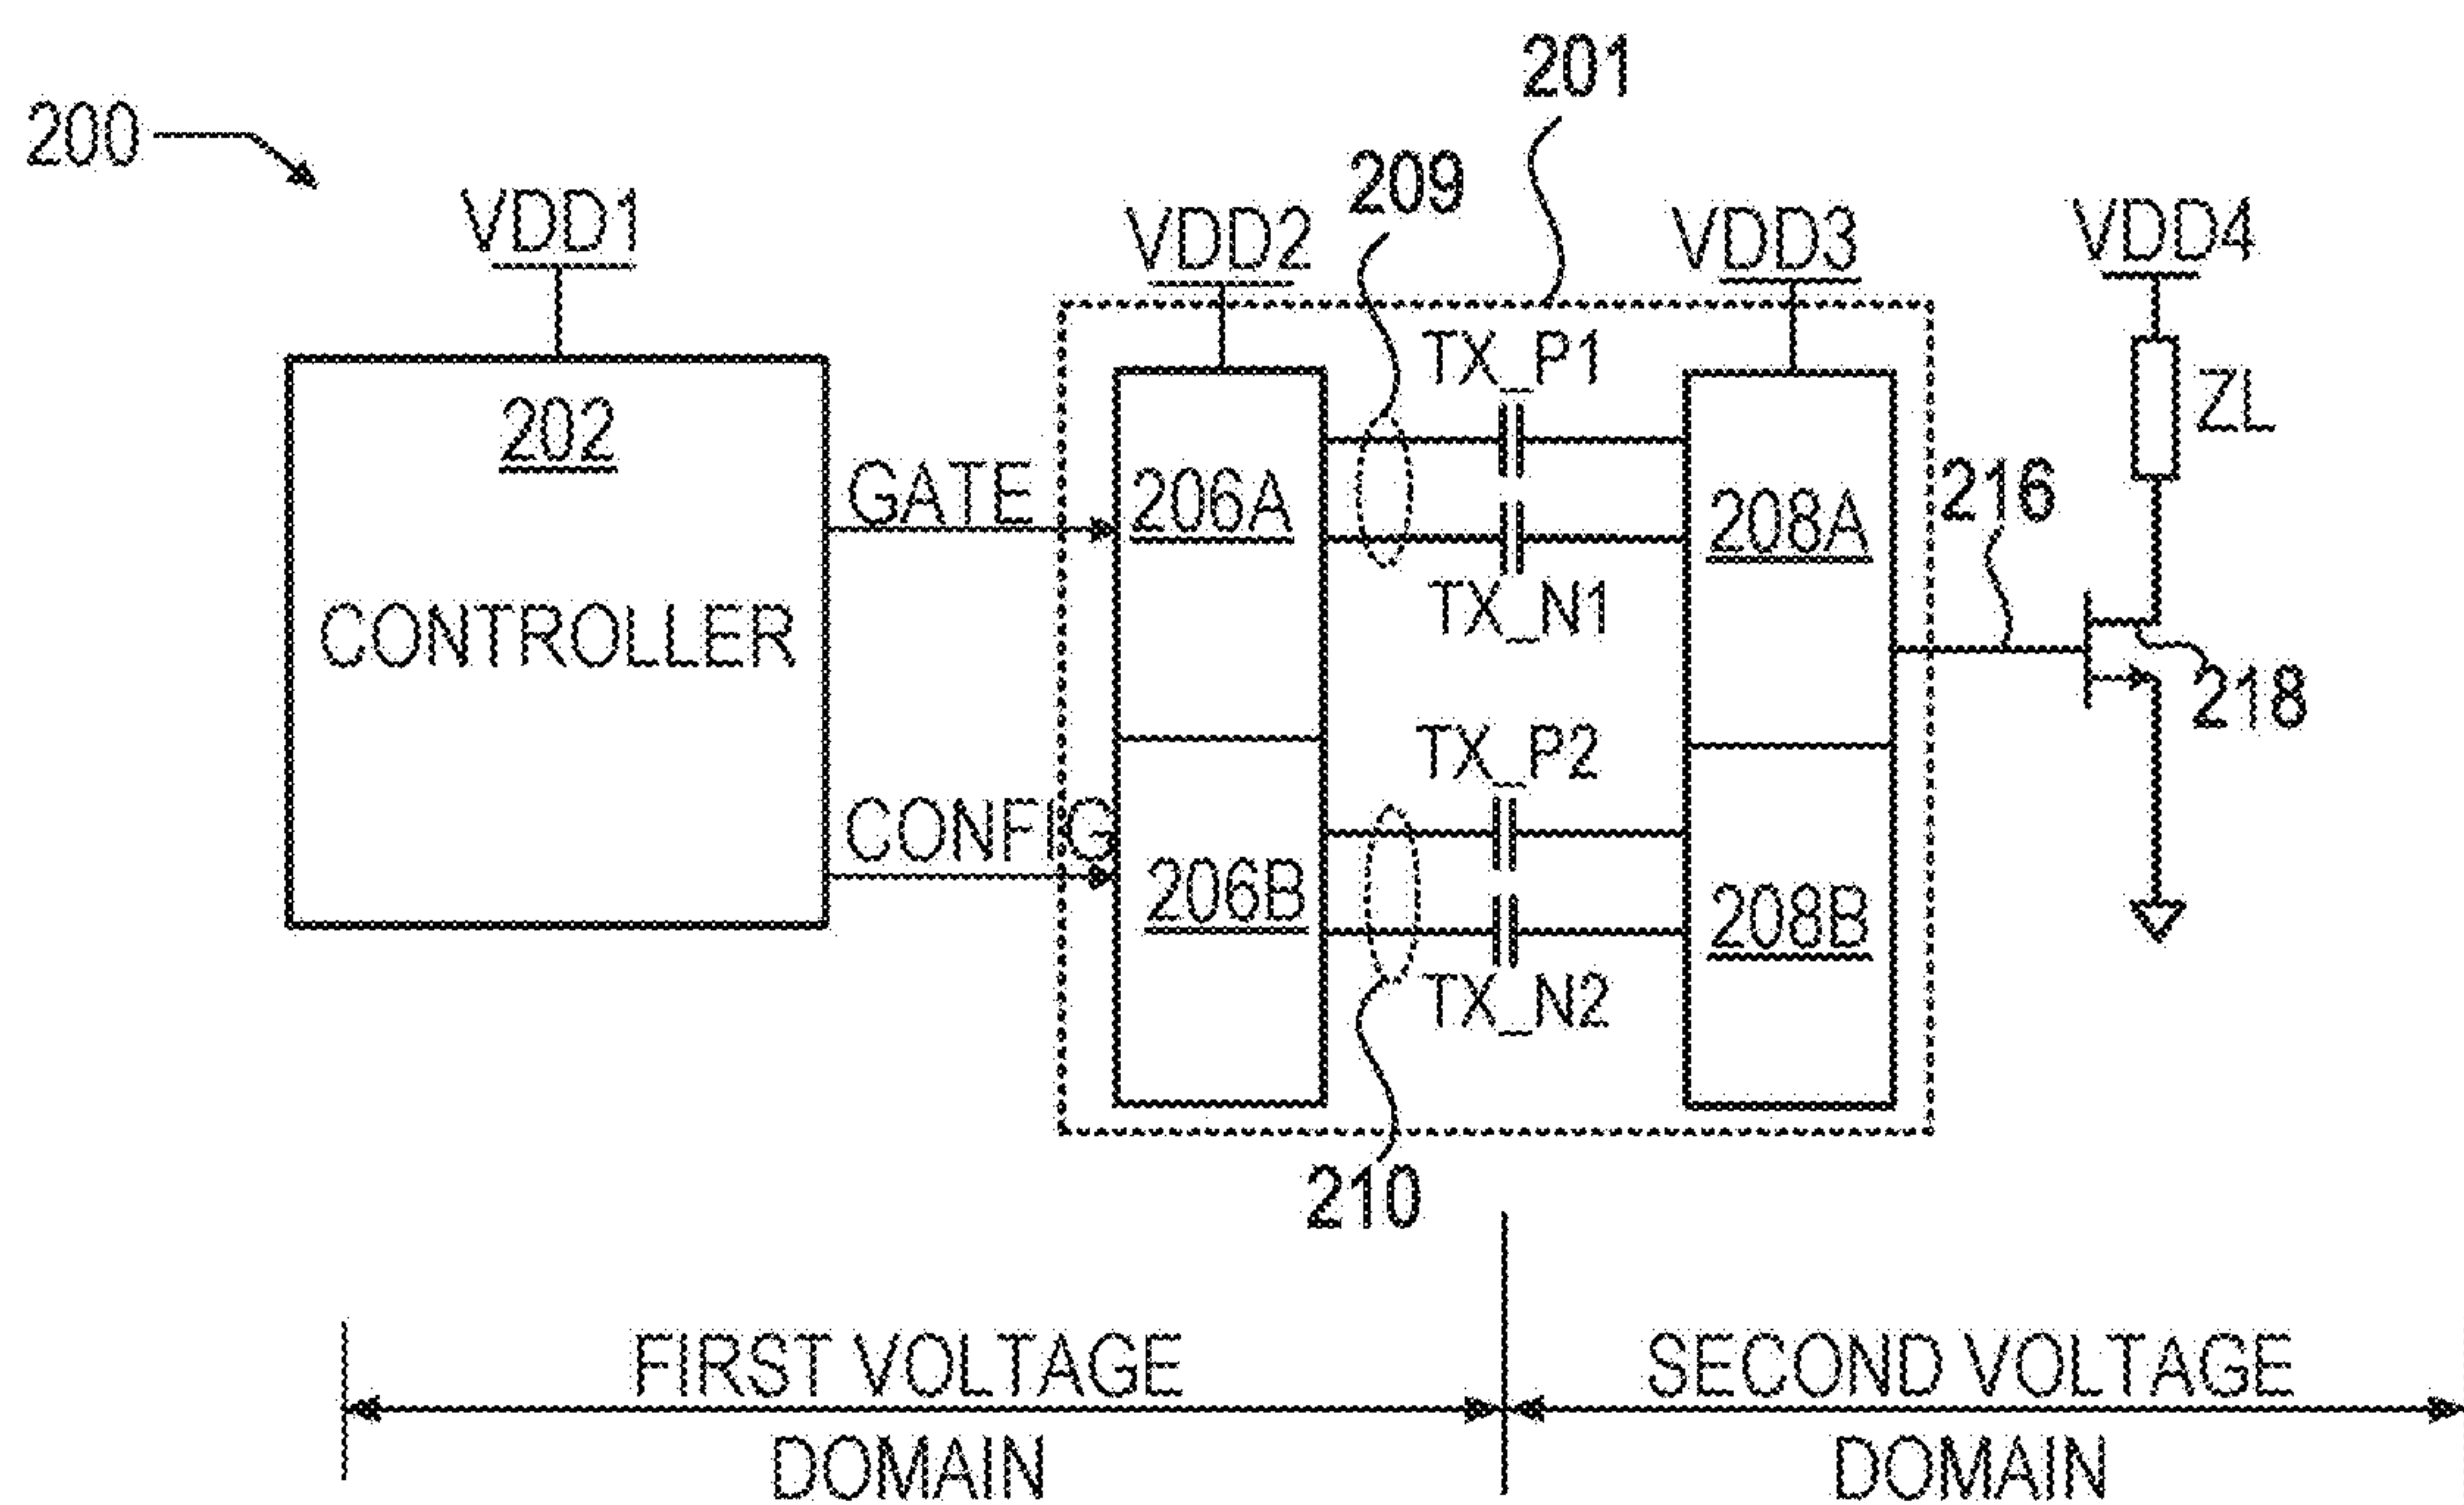 201
200
209
VDD1
VDD2
VDD3
VDD4
TX_P1
202
ZL
GATE
206A
208A
216
TX_N1
CONTROLLER
218
TX_P2
CONFIG
206B
208B
TX_N2
210
FIRST VOLTAGE
DOMAIN
SECOND VOLTAGE
DOMAIN